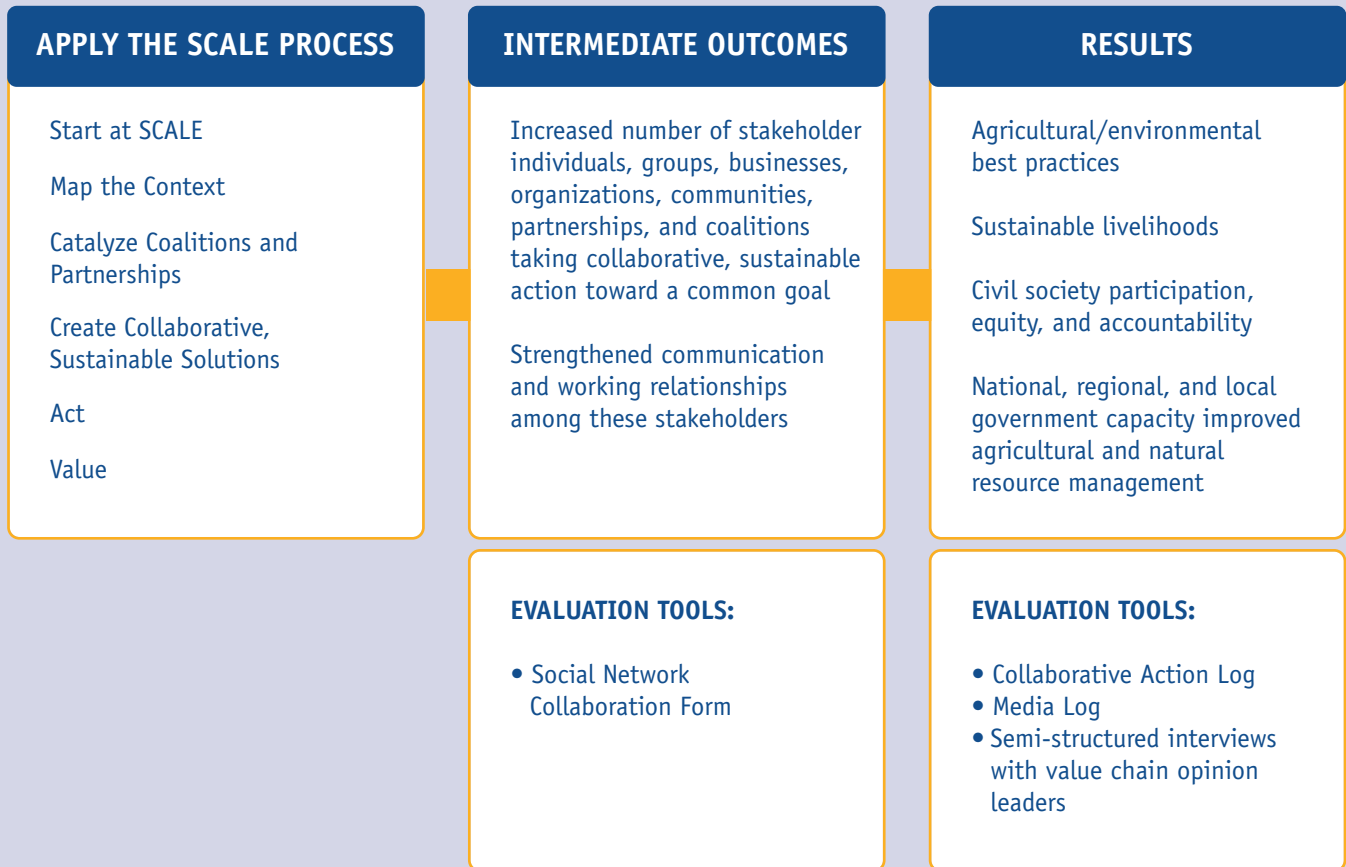 APPLY THE SCALE PROCESS
Start at SCALE
Map the Context
Catalyze Coalitions and
Partnerships
Create Collaborative,
Sustainable Solutions
Act
Value
INTERMEDIATE OUTCOMES
Increased number of stakeholder
individuals, groups, businesses,
organizations, communities,
partnerships, and coalitions
taking collaborative, sustainable
action toward a common goal
Strengthened communication
and working relationships
among these stakeholders
EVALUATION TOOLS:
• Social Network
Collaboration Form
RESULTS
Agricultural/environmental
best practices
Sustainable livelihoods
Civil society participation,
equity, and accountability
National, regional, and local
government capacity improved
agricultural and natural
resource management
EVALUATION TOOLS:
• Collaborative Action Log
• Media Log
• Semi-structured interviews
with value chain opinion
leaders